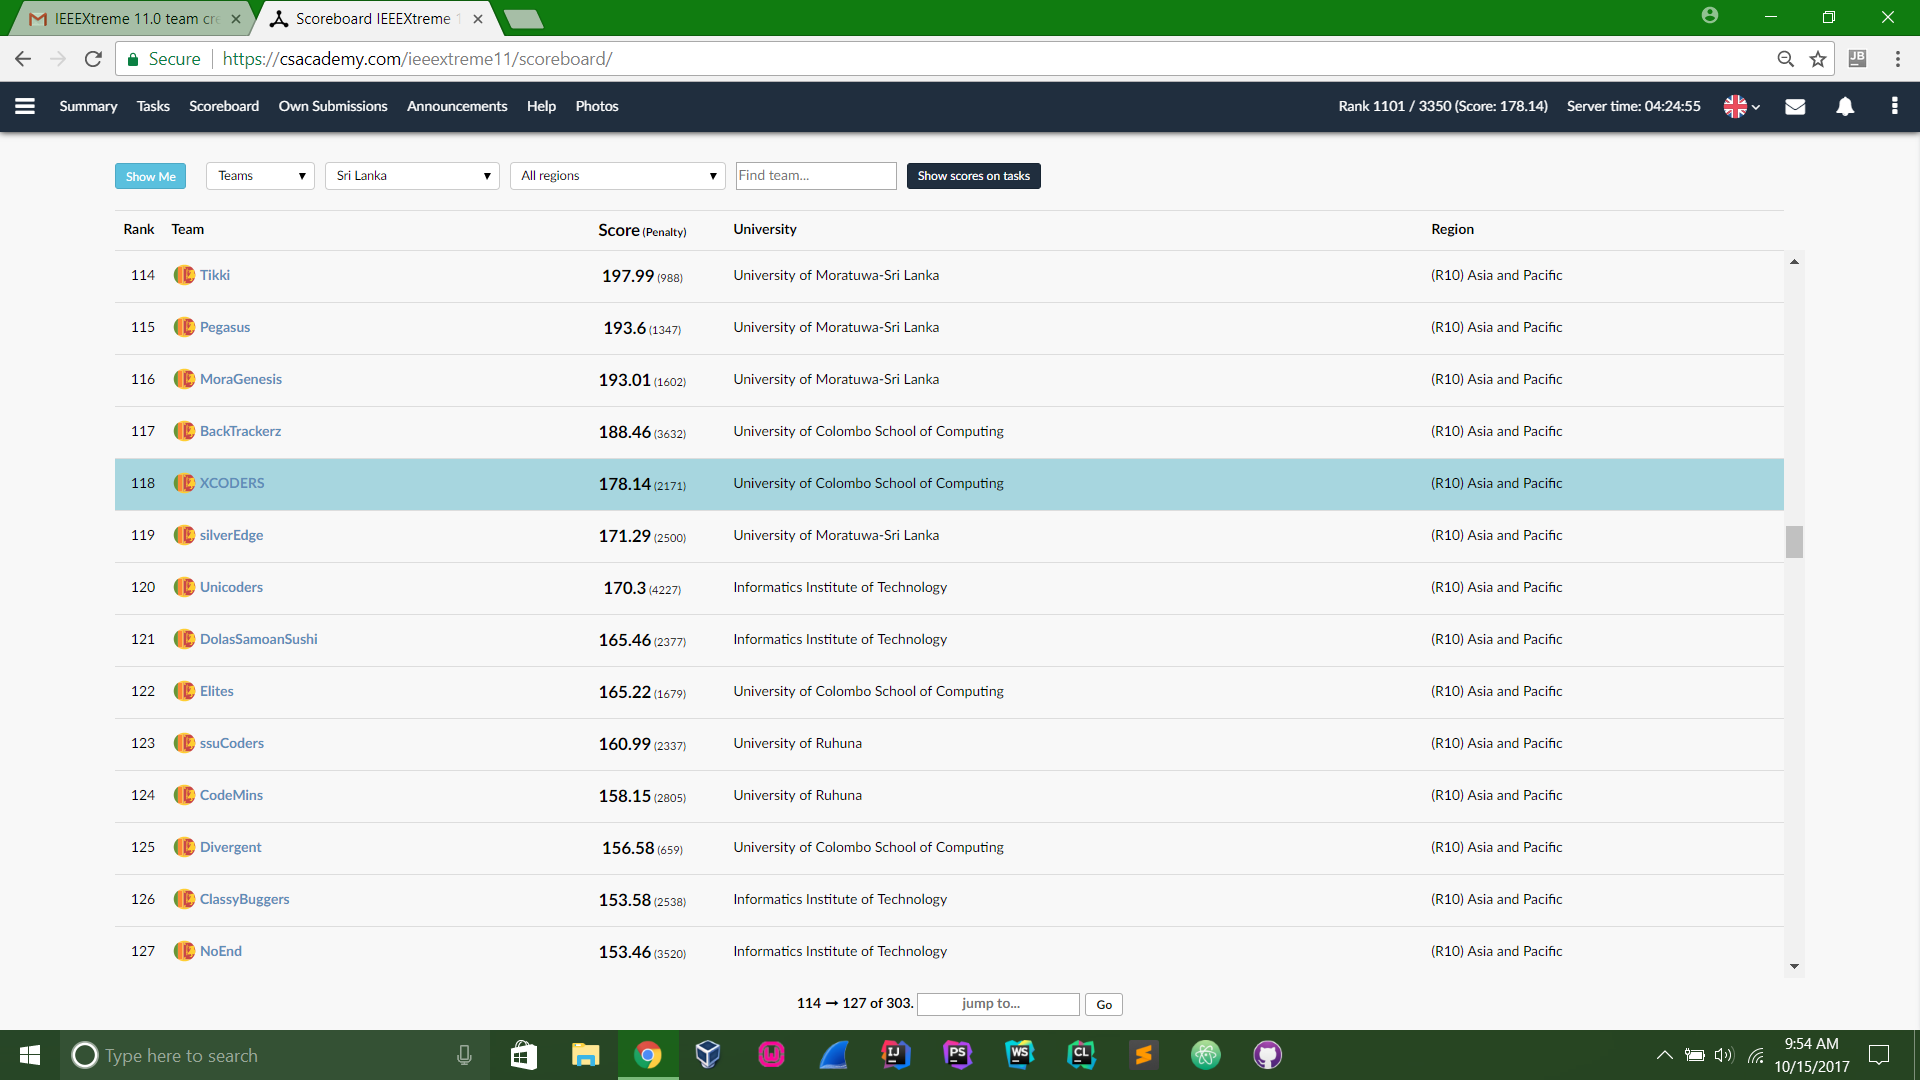 IEEEXtreme 11.0 team cre
Scoreboard IEEEXtreme 1
Secure https://csacademy.com/ieeextreme11/scoreboard/
JB
Summary Tasks Scoreboard Own Submissions Announcements Help Photos Rank 1101 / 3350 (Score: 178.14) Server time: 04:24:55
Show Me Teams Sri Lanka All regions Find team... Show scores on tasks
Rank Team Score (Penalty) University Region
114 Tikki 197.99 (988) University of Moratuwa-Sri Lanka (R10) Asia and Pacific
115 Pegasus 193.6 (1347) University of Moratuwa-Sri Lanka (R10) Asia and Pacific
116 MoraGenesis 193.01 (1602) University of Moratuwa-Sri Lanka (R10) Asia and Pacific
117 BackTrackerz 188.46 (3632) University of Colombo School of Computing (R10) Asia and Pacific
118 XCODERS 178.14 (2171) University of Colombo School of Computing (R10) Asia and Pacific
119 silverEdge 171.29 (2500) University of Moratuwa-Sri Lanka (R10) Asia and Pacific
120 Unicoders 170.3 (4227) Informatics Institute of Technology (R10) Asia and Pacific
121 DolasSamoanSushi 165.46 (2377) Informatics Institute of Technology (R10) Asia and Pacific
122 Elites 165.22 (1679) University of Colombo School of Computing (R10) Asia and Pacific
123 ssuCoders 160.99 (2337) University of Ruhuna (R10) Asia and Pacific
124 CodeMins 158.15 (2805) University of Ruhuna (R10) Asia and Pacific
125 Divergent 156.58 (659) University of Colombo School of Computing (R10) Asia and Pacific
126 ClassyBuggers 153.58 (2538) Informatics Institute of Technology (R10) Asia and Pacific
127 NoEnd 153.46 (3520) Informatics Institute of Technology (R10) Asia and Pacific
114 → 127 of 303. jump to... Go
Type here to search
IJ PS WS CL
9:54 AM
10/15/2017